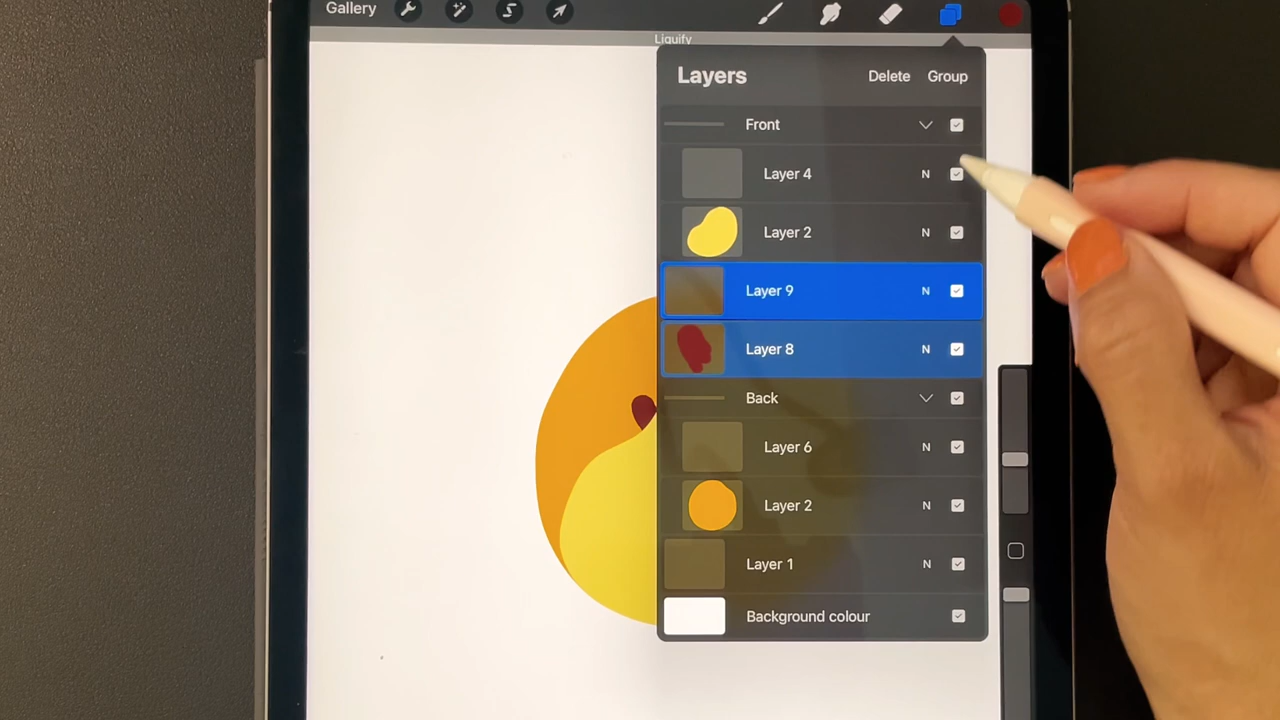 Gallery
Liquify
Layers Delete Group
Front
Layer 4 N
Layer 2 N
Layer 9 N
Layer 8 N
Back
Layer 6 N
Layer 2 N
Layer 1 N
Background colour